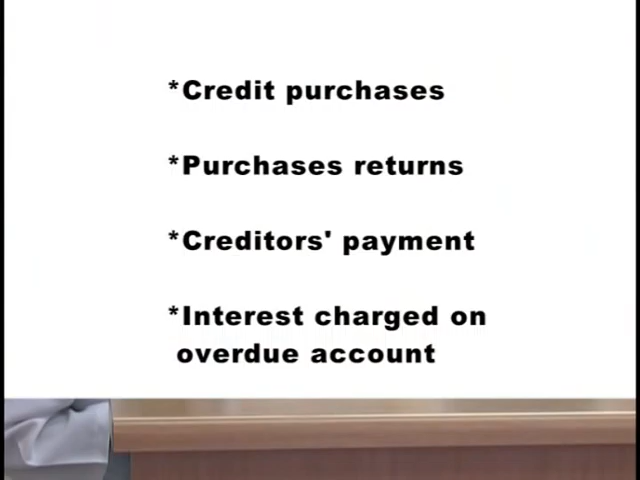 *Credit purchases
*Purchases returns
*Creditors' payment
*Interest charged on
overdue account